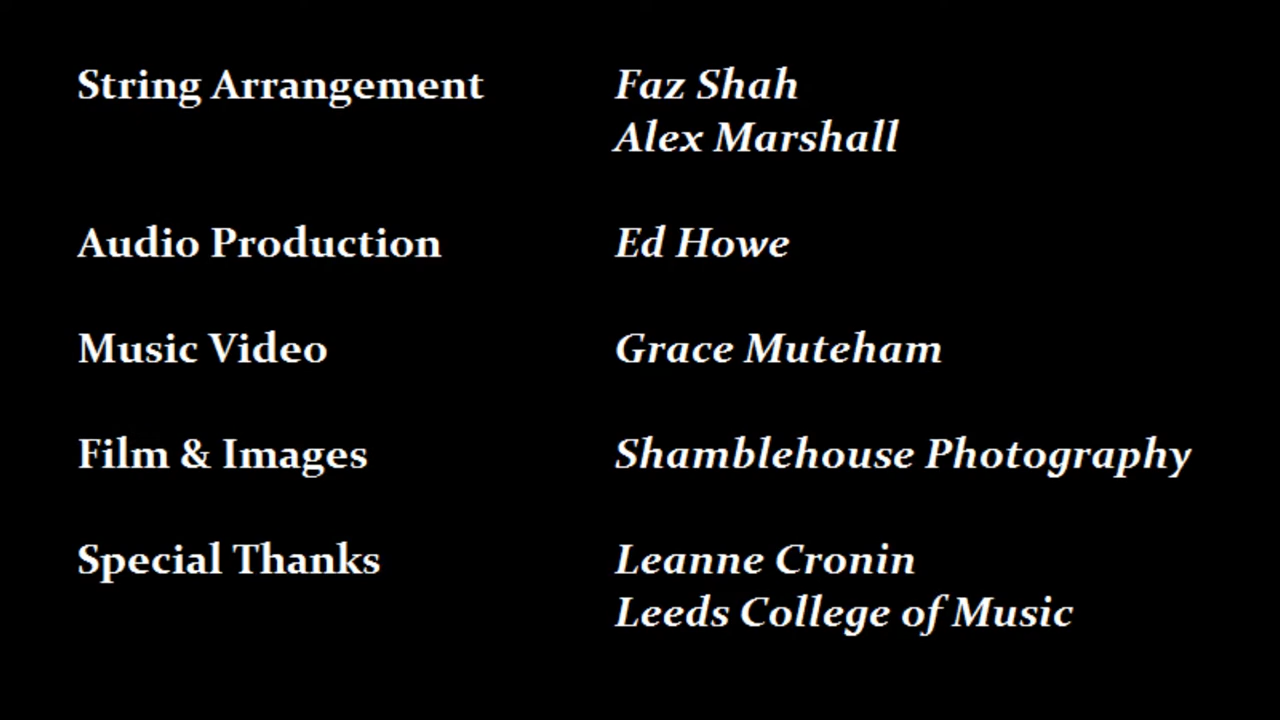 String Arrangement Faz Shah
Alex Marshall
Audio Production Ed Howe
Music Video Grace Muteham
Film & Images Shamblehouse Photography
Special Thanks Leanne Cronin
Leeds College of Music